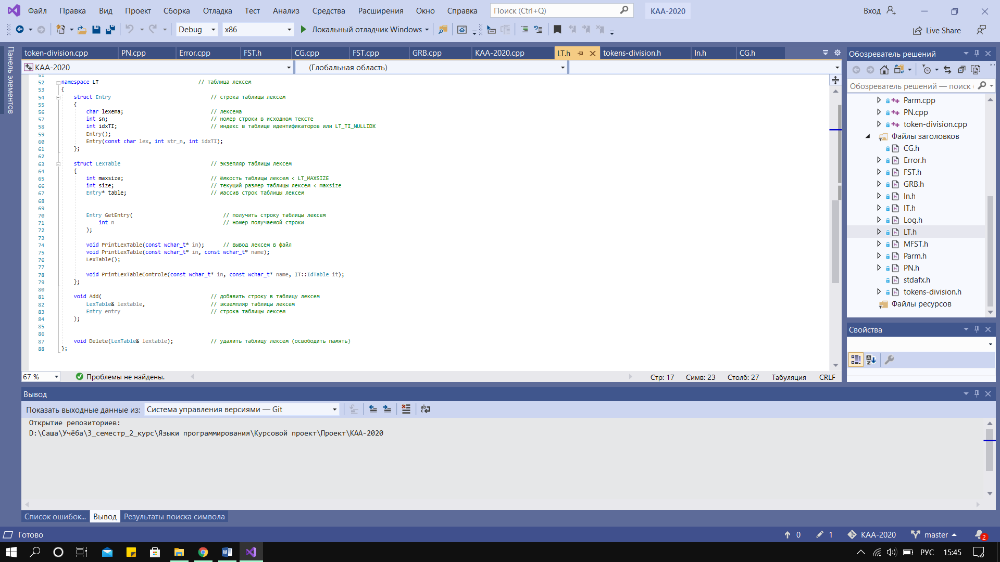 Файл Правка Вид Проект Сборка Отладка Тест Анализ Средства Расширения Окно Справка Поиск (Ctrl+Q) KAA-2020 Вход
Debug x86 Локальный отладчик Windows Live Share
Панель элементов
token-division.cpp PN.cpp Error.cpp FST.h CG.cpp FST.cpp GRB.cpp KAA-2020.cpp LT.h tokens-division.h In.h CG.h
KAA-2020 (Глобальная область)
51
52 namespace LT // таблица лексем
53 {
54 struct Entry // строка таблицы лексем
55 {
56 char lexema; // лексема
57 int sn; // номер строки в исходном тексте
58 int idxTI; // индекс в таблице идентификаторов или LT_TI_NULLIDX
59 Entry();
60 Entry(const char lex, int str_n, int idxTI);
61 };
62
63 struct LexTable // экзепляр таблицы лексем
64 {
65 int maxsize; // ёмкость таблицы лексем < LT_MAXSIZE
66 int size; // текущий размер таблицы лексем < maxsize
67 Entry* table; // массив строк таблицы лексем
68
69
70 Entry GetEntry( // получить строку таблицы лексем
71 int n // номер получаемой строки
72 );
73
74 void PrintLexTable(const wchar_t* in); // вывод лексем в файл
75 void PrintLexTable(const wchar_t* in, const wchar_t* name);
76 LexTable();
77
78 void PrintLexTableControle(const wchar_t* in, const wchar_t* name, IT::IdTable it);
79 };
80
81 void Add( // добавить строку в таблицу лексем
82 LexTable& lextable, // экземпляр таблицы лексем
83 Entry entry // строка таблицы лексем
84 );
85
86
87 void Delete(LexTable& lextable); // удалить таблицу лексем (освободить память)
88 };
67 % Проблемы не найдены. Стр: 17 Симв: 23 Столб: 27 Табуляция CRLF
Обозреватель решений
Обозреватель решений — поиск (
Parm.cpp
PN.cpp
token-division.cpp
Файлы заголовков
CG.h
Error.h
FST.h
GRB.h
In.h
IT.h
Log.h
LT.h
MFST.h
Parm.h
PN.h
stdafx.h
tokens-division.h
Файлы ресурсов
Свойства
Вывод
Показать выходные данные из: Система управления версиями — Git
Открытие репозиториев:
D:\Саша\Учёба\3_семестр_2_курс\Языки программирования\Курсовой проект\Проект\KAA-2020
Список ошибок... Вывод Результаты поиска символа
Готово 0 1 KAA-2020 master 2
РУС 15:45